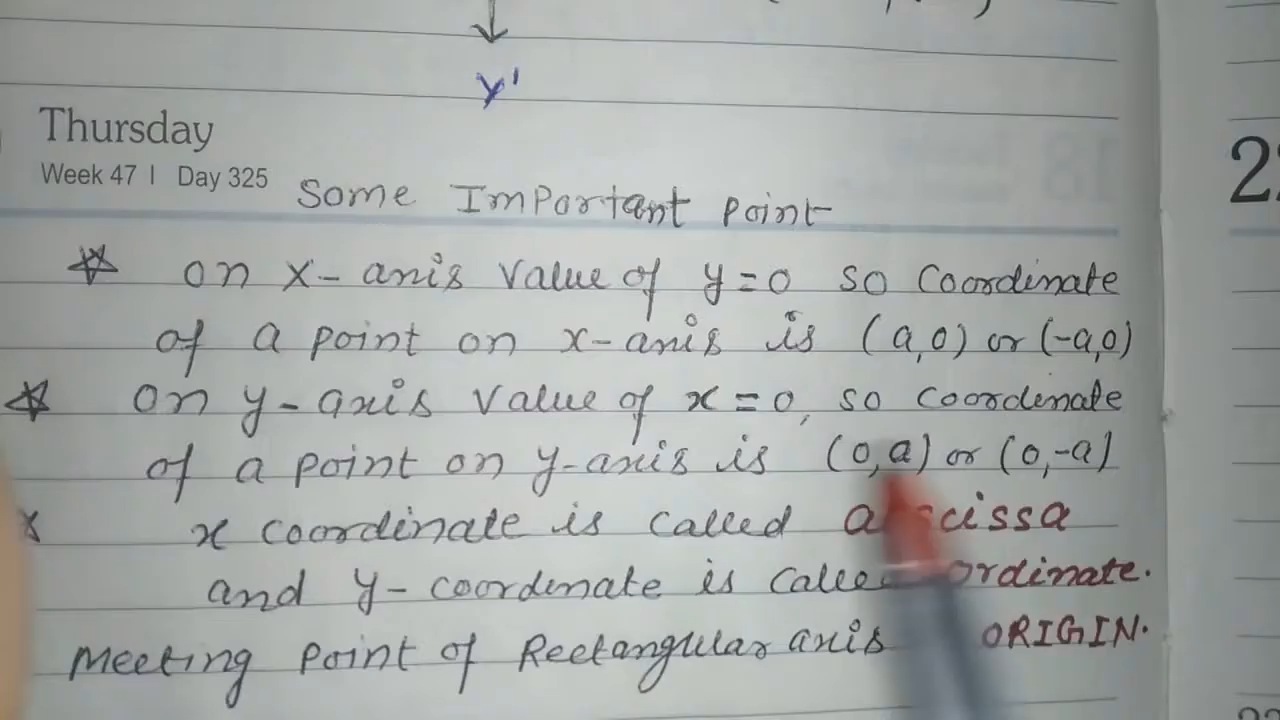 Y'
Thursday
Week 47 | Day 325
Some Important point
☆ on x-axis value of y=0 so coordinate
of a point on x-axis is (a,0) or (-a,0)
☆ on y-axis value of x=0, so coordinate
of a point on y-axis is (0,a) or (0,-a)
x coordinate is called
and y-coordinate is ordinate.
Meeting point of Rectangular axis ORIGIN.